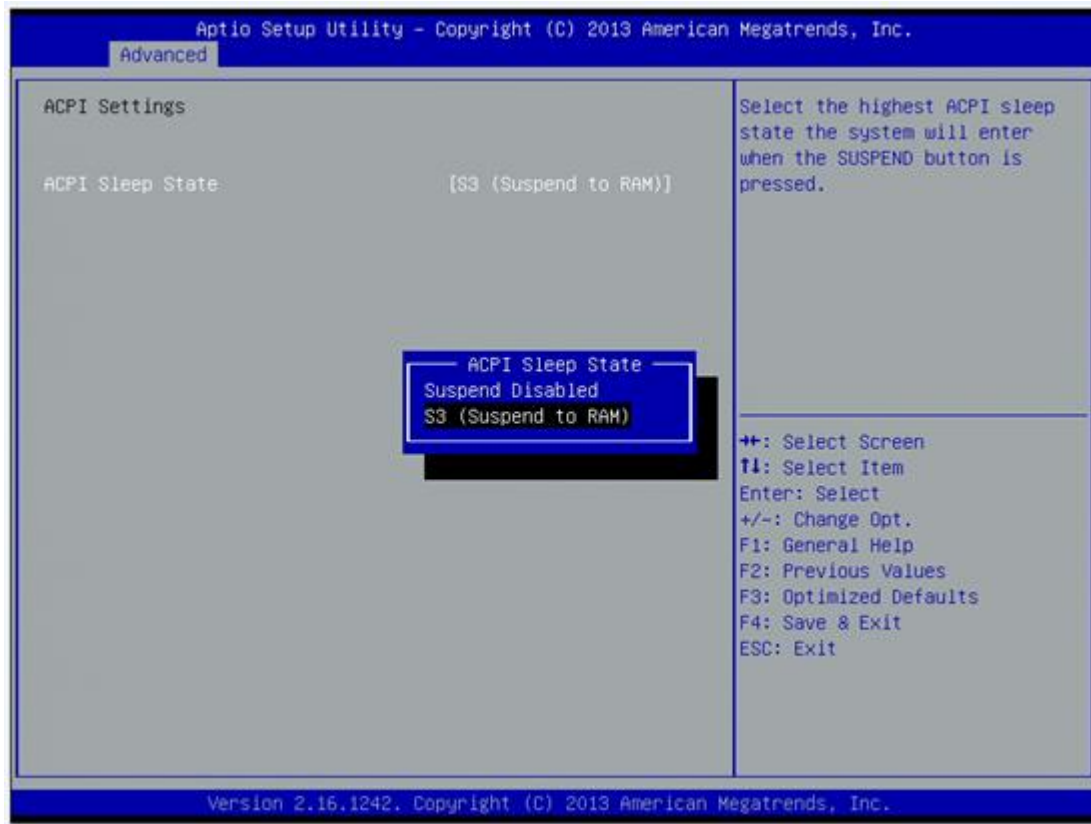 Aptio Setup Utility – Copyright (C) 2013 American Megatrends, Inc.
Advanced
ACPI Settings
ACPI Sleep State [S3 (Suspend to RAM)]
ACPI Sleep State
Suspend Disabled
S3 (Suspend to RAM)
Select the highest ACPI sleep
state the system will enter
when the SUSPEND button is
pressed.
→←: Select Screen
↑↓: Select Item
Enter: Select
+/-: Change Opt.
F1: General Help
F2: Previous Values
F3: Optimized Defaults
F4: Save & Exit
ESC: Exit
Version 2.16.1242. Copyright (C) 2013 American Megatrends, Inc.